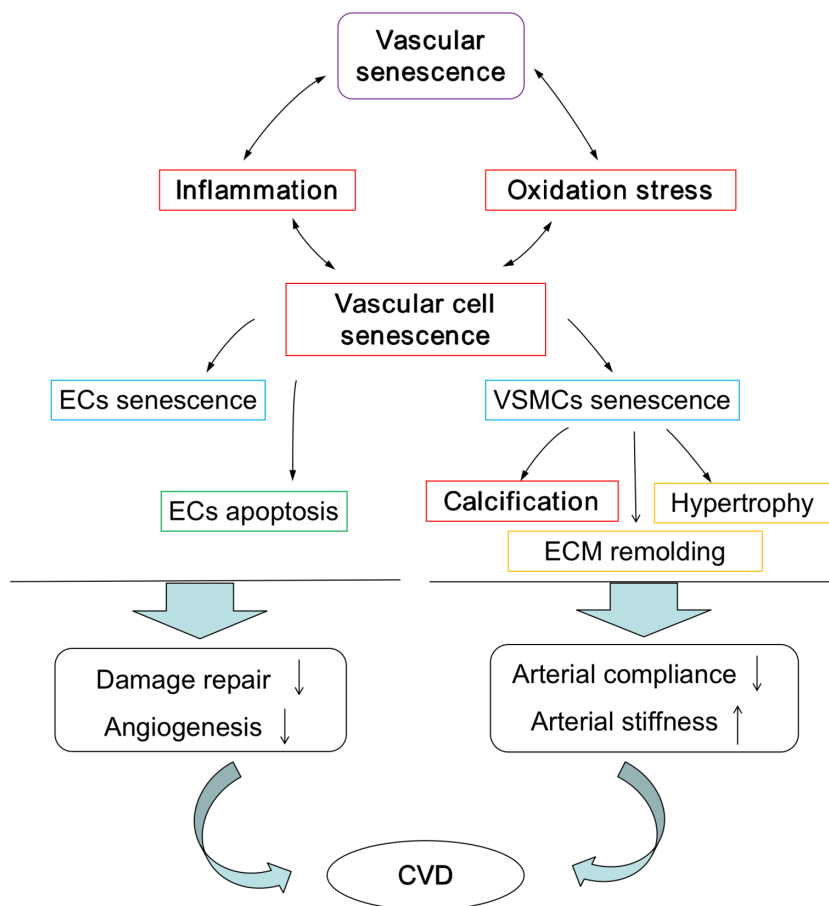 Vascular
senescence
Inflammation
Oxidation stress
Vascular cell
senescence
ECs senescence
VSMCs senescence
ECs apoptosis
Calcification
Hypertrophy
ECM remolding
Damage repair ↓
Angiogenesis ↓
Arterial compliance ↓
Arterial stiffness ↑
CVD